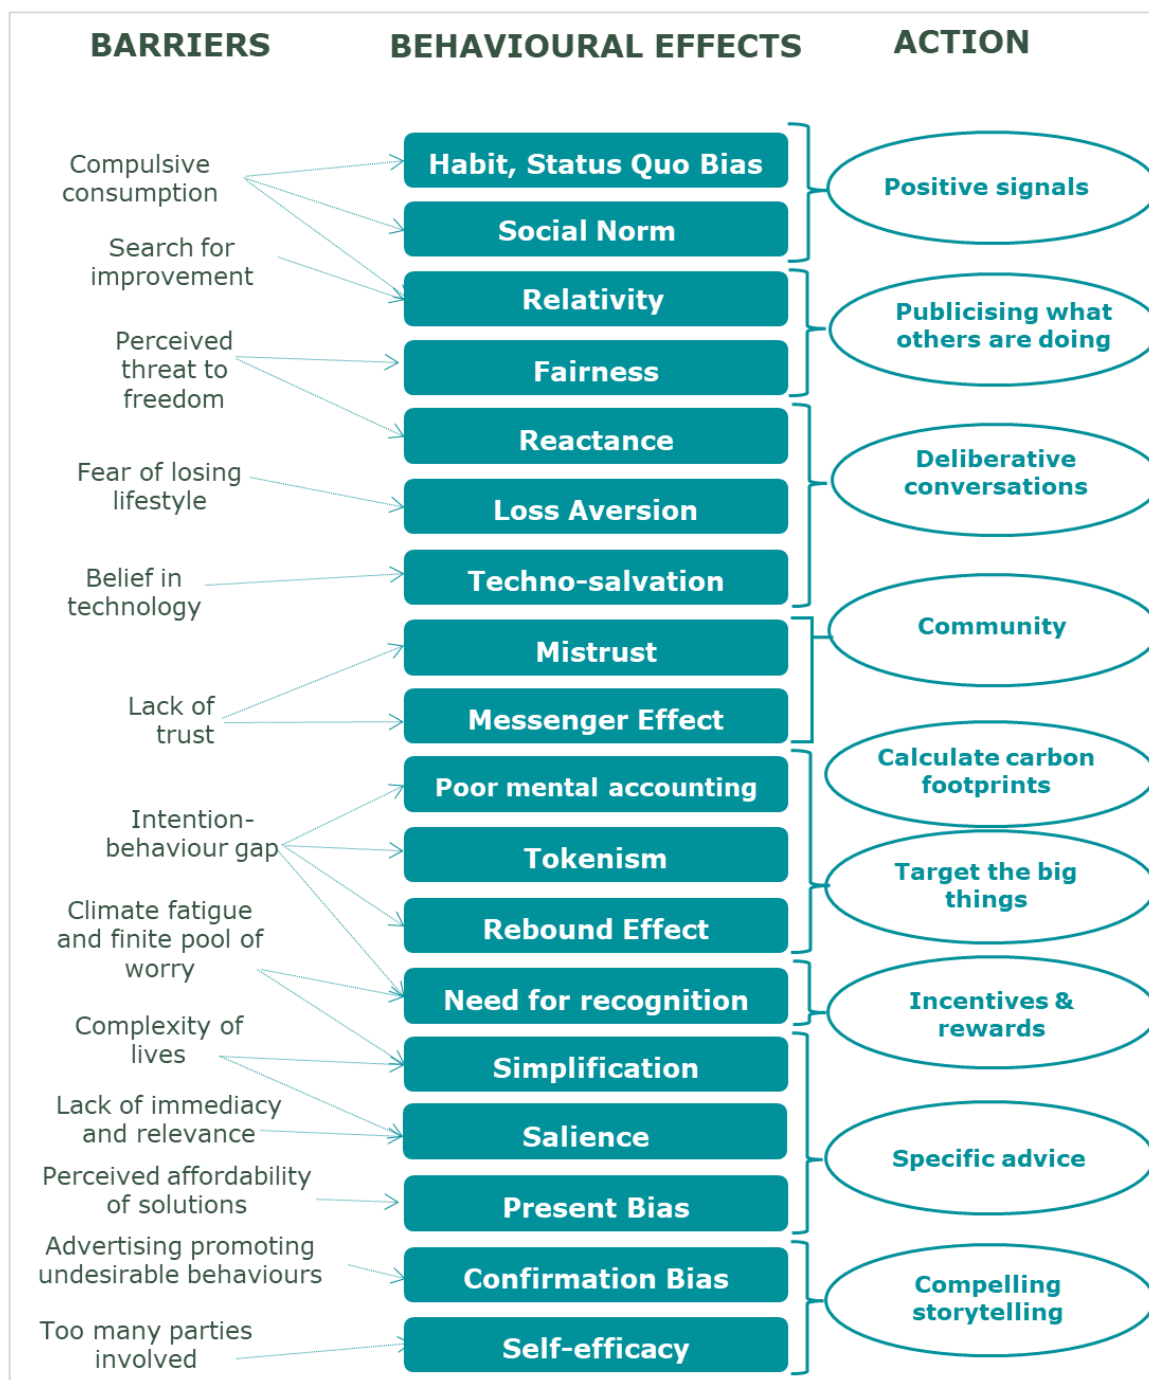 BARRIERS
BEHAVIOURAL EFFECTS
ACTION
Compulsive
consumption
Search for
improvement
Perceived
threat to
freedom
Fear of losing
lifestyle
Belief in
technology
Lack of
trust
Intention-
behaviour gap
Climate fatigue
and finite pool of
worry
Complexity of
lives
Lack of immediacy
and relevance
Perceived affordability
of solutions
Advertising promoting
undesirable behaviours
Too many parties
involved
Habit, Status Quo Bias
Social Norm
Relativity
Fairness
Reactance
Loss Aversion
Techno-salvation
Mistrust
Messenger Effect
Poor mental accounting
Tokenism
Rebound Effect
Need for recognition
Simplification
Salience
Present Bias
Confirmation Bias
Self-efficacy
Positive signals
Publicising what
others are doing
Deliberative
conversations
Community
Calculate carbon
footprints
Target the big
things
Incentives &
rewards
Specific advice
Compelling
storytelling